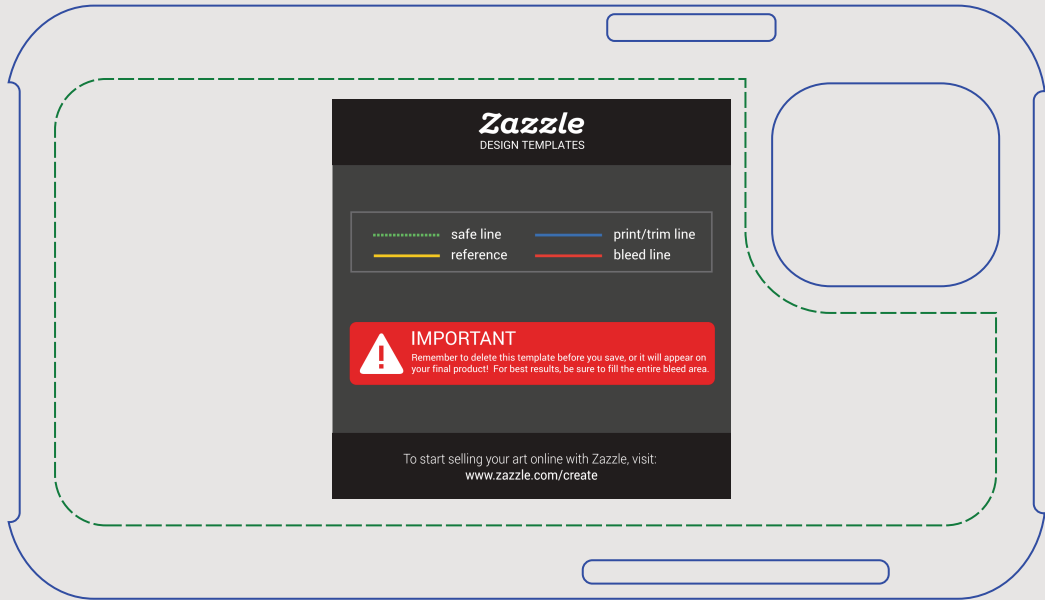 Zazzle
DESIGN TEMPLATES
safe line
print/trim line
reference
bleed line
IMPORTANT
Remember to delete this template before you save, or it will appear on
your final product! For best results, be sure to fill the entire bleed area.
To start selling your art online with Zazzle, visit:
www.zazzle.com/create